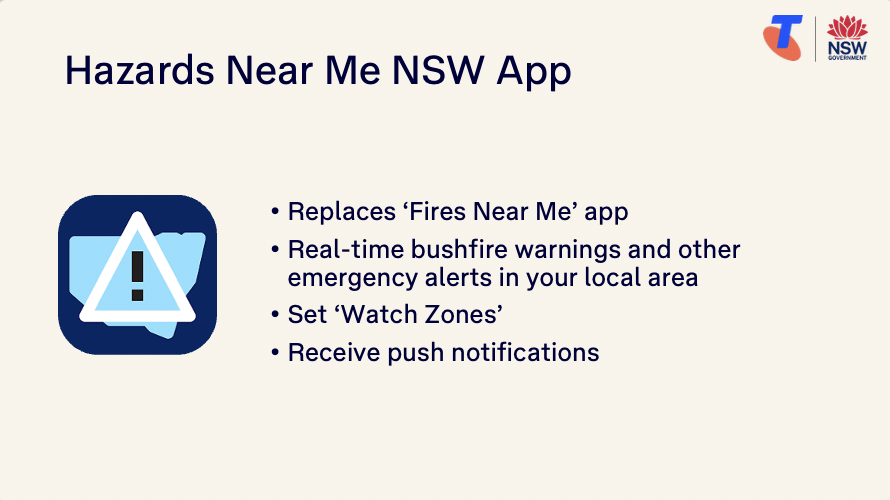 T
NSW
GOVERNMENT
Hazards Near Me NSW App
!
• Replaces ‘Fires Near Me’ app
• Real-time bushfire warnings and other
emergency alerts in your local area
• Set ‘Watch Zones’
• Receive push notifications